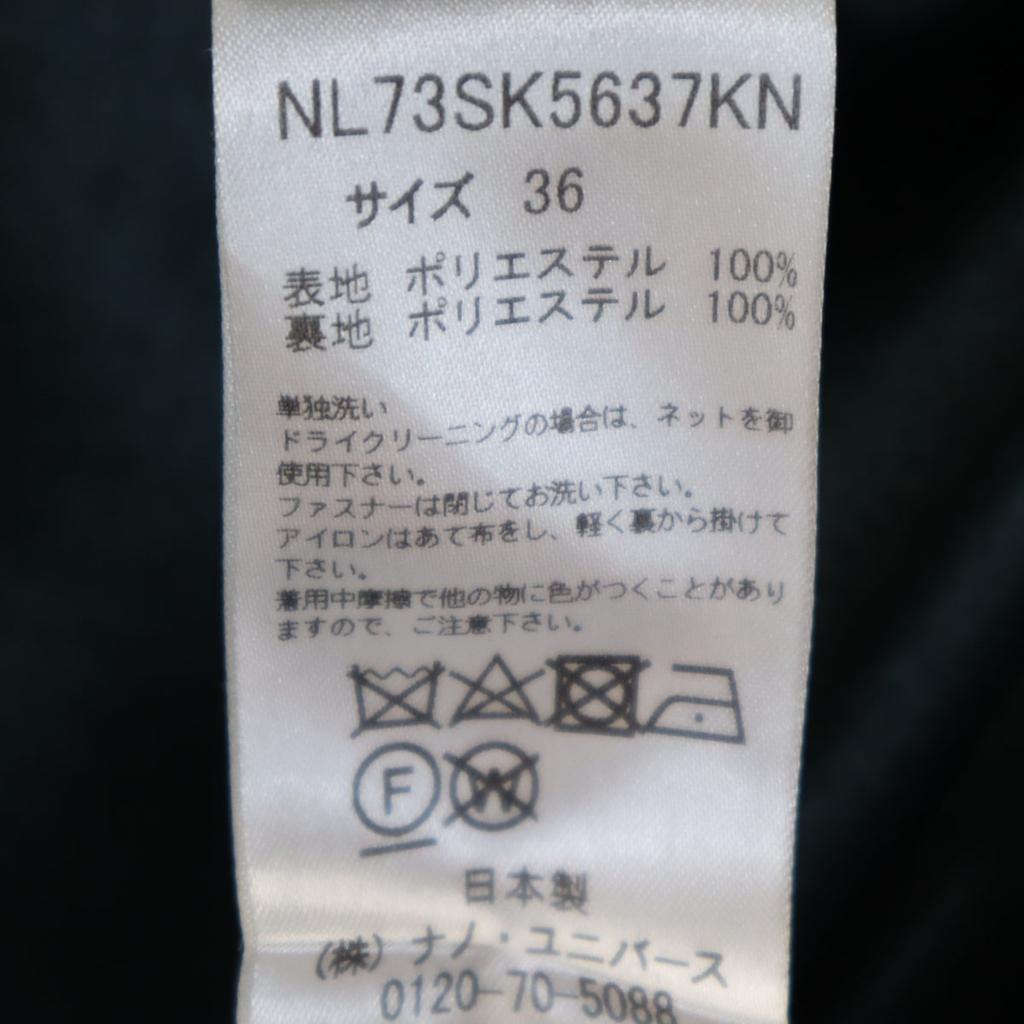 NL73SK5637KN
サイズ 36
表地 ポリエステル 100%
裏地 ポリエステル 100%
単独洗い
ドライクリーニングの場合は、ネットを御
使用下さい。
ファスナーは閉じてお洗い下さい。
アイロンはあて布をし、軽く裏から掛けて
下さい。
着用中摩擦で他の物に色がつくことがあり
ますので、ご注意下さい。
F W
日本製
(株) ナノ・ユニバース
0120-70-5088